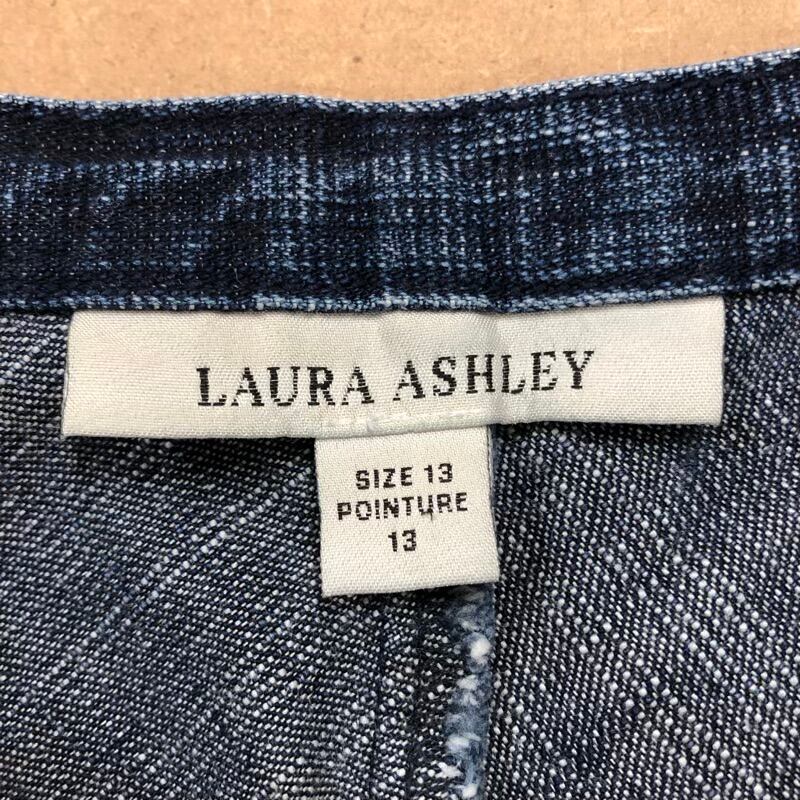 LAURA ASHLEY
SIZE 13
POINTURE
13